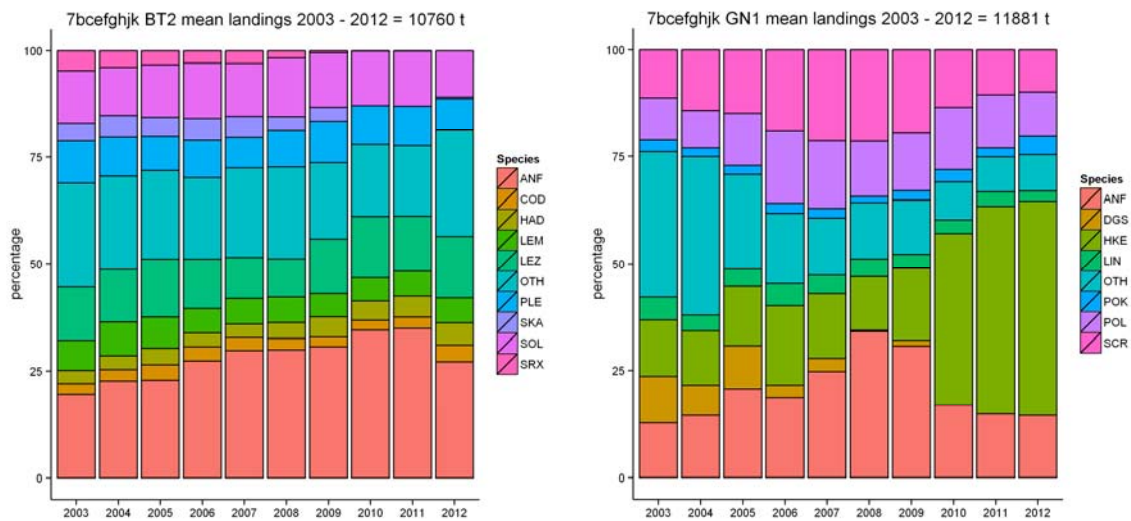 7bcefghjk BT2 mean landings 2003 - 2012 = 10760 t
100
75
50
25
0
percentage
2003 2004 2005 2006 2007 2008 2009 2010 2011 2012
Species
ANF
COD
HAD
LEM
LEZ
OTH
PLE
SKA
SOL
SRX
7bcefghjk GN1 mean landings 2003 - 2012 = 11881 t
100
75
50
25
0
percentage
2003 2004 2005 2006 2007 2008 2009 2010 2011 2012
Species
ANF
DGS
HKE
LIN
OTH
POK
POL
SCR